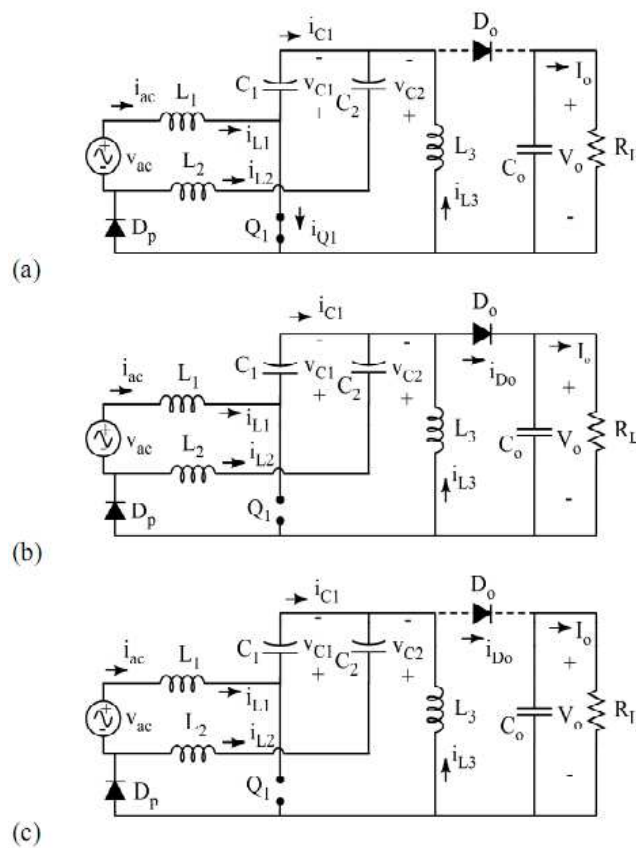 i_C1 D_o
i_ac L_1 C_1 v_C1 C_2 v_C2 I_o
- - +
+ +
v_ac i_L1 L_3 C_o V_o R_L
L_2 i_L2
D_p Q_1 i_Q1 i_L3 -
(a)
i_C1 D_o
i_ac L_1 C_1 v_C1 C_2 v_C2 i_Do I_o
- - +
+ +
v_ac i_L1 L_3 C_o V_o R_L
L_2 i_L2
D_p Q_1 i_L3 -
(b)
i_C1 D_o
i_ac L_1 C_1 v_C1 C_2 v_C2 i_Do I_o
- - +
+ +
v_ac i_L1 L_3 C_o V_o R_L
L_2 i_L2
D_p Q_1 i_L3 -
(c)